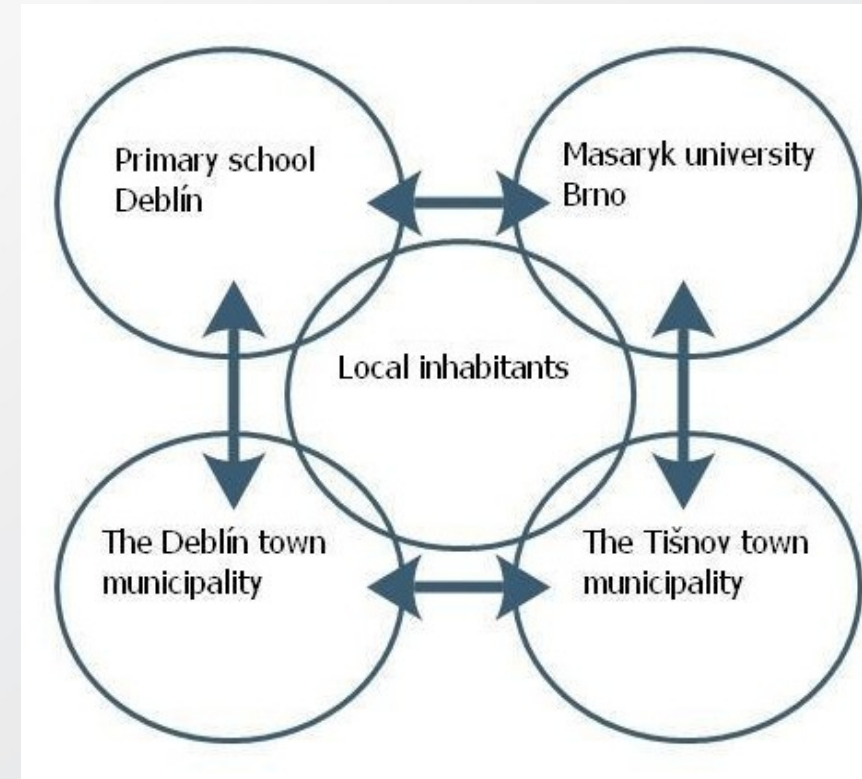 Primary school
Deblín
Masaryk university
Brno
Local inhabitants
The Deblín town
municipality
The Tišnov town
municipality